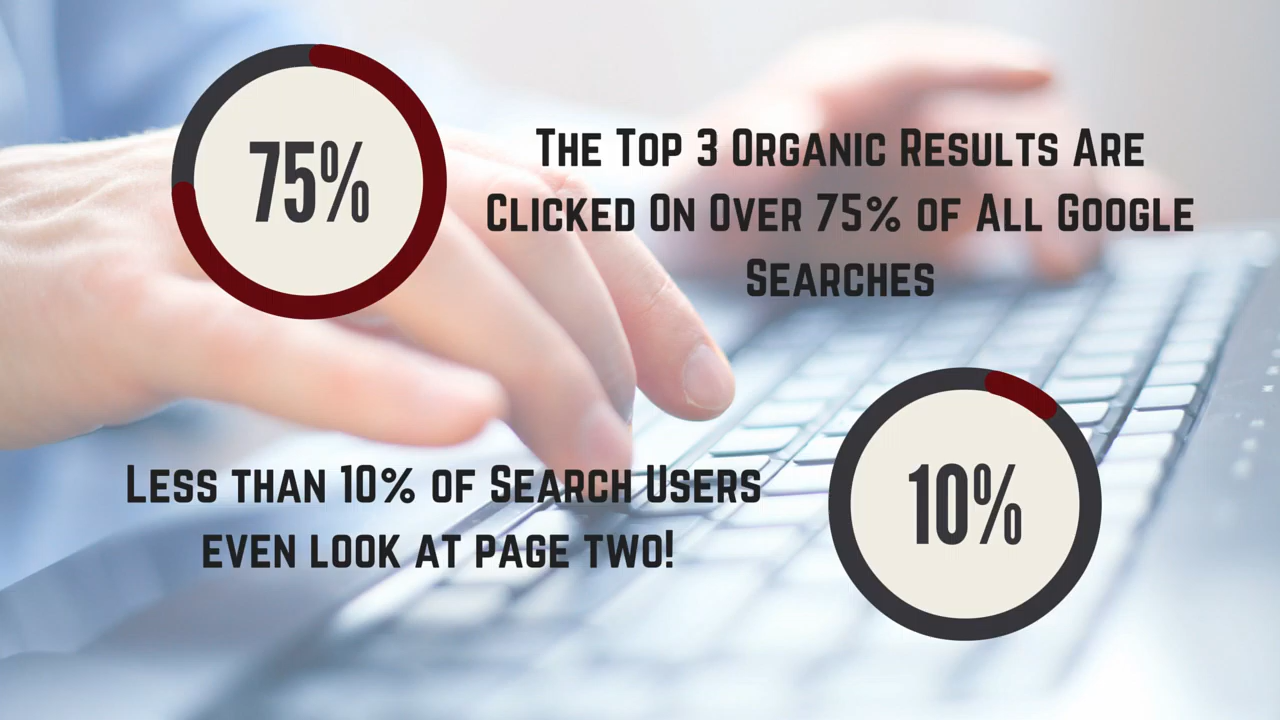 75%
The Top 3 Organic Results Are
Clicked On Over 75% of All Google
Searches
Less than 10% of Search Users
even look at page two!
10%